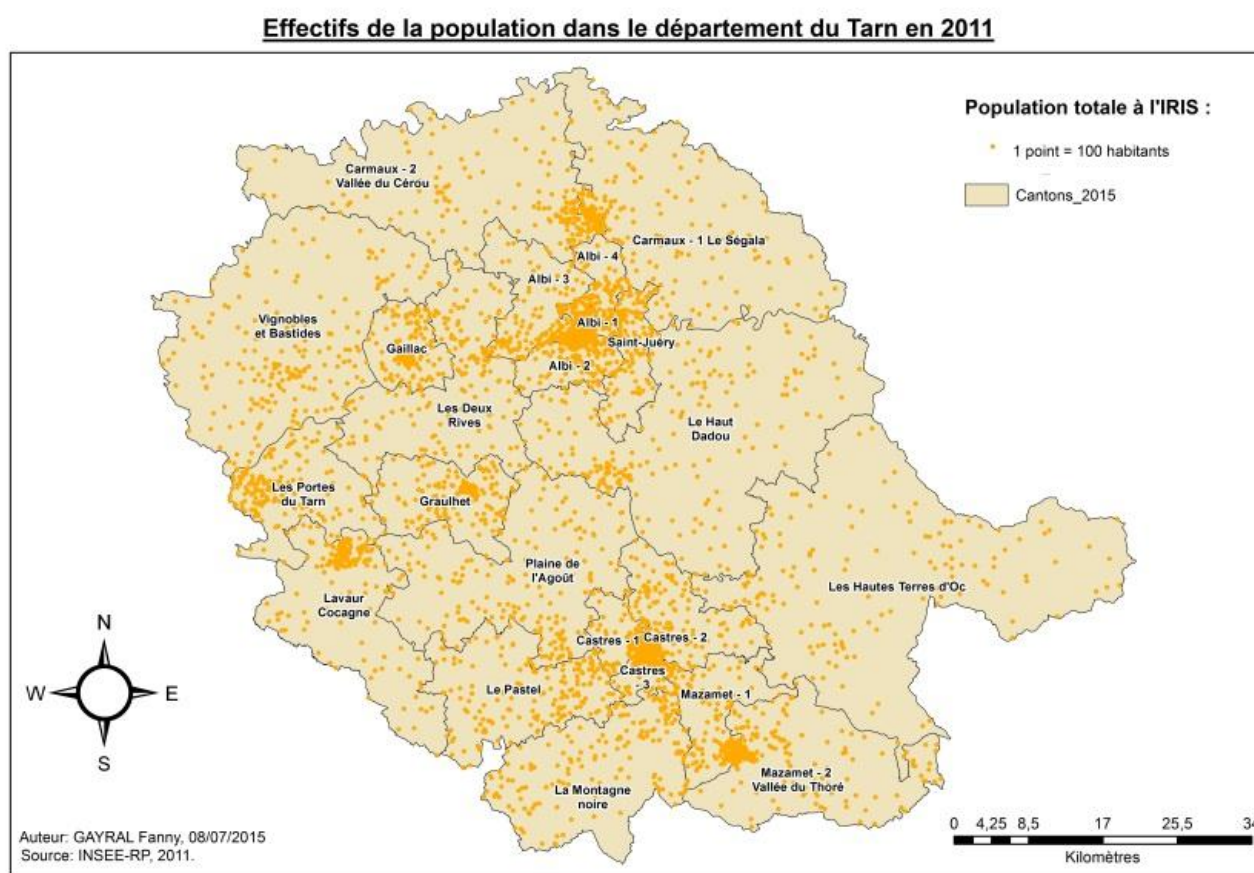 Effectifs de la population dans le département du Tarn en 2011
Population totale à l'IRIS :
1 point = 100 habitants
Cantons_2015
Carmaux - 2
Vallée du Cérou
Carmaux - 1 Le Ségala
Albi - 4
Albi - 3
Vignobles
et Bastides
Albi - 1
Gaillac
Saint-Juéry
Albi - 2
Les Deux
Rives
Le Haut
Dadou
Les Portes
du Tarn
Graulhet
Plaine de
l'Agoût
Les Hautes Terres d'Oc
Lavaur
Cocagne
Castres - 1
Castres - 2
Castres
- 3
Le Pastel
Mazamet - 1
Mazamet - 2
Vallée du Thoré
La Montagne
noire
N
W
E
S
Auteur: GAYRAL Fanny, 08/07/2015
Source: INSEE-RP, 2011.
0 4,25 8,5 17 25,5 34
Kilomètres